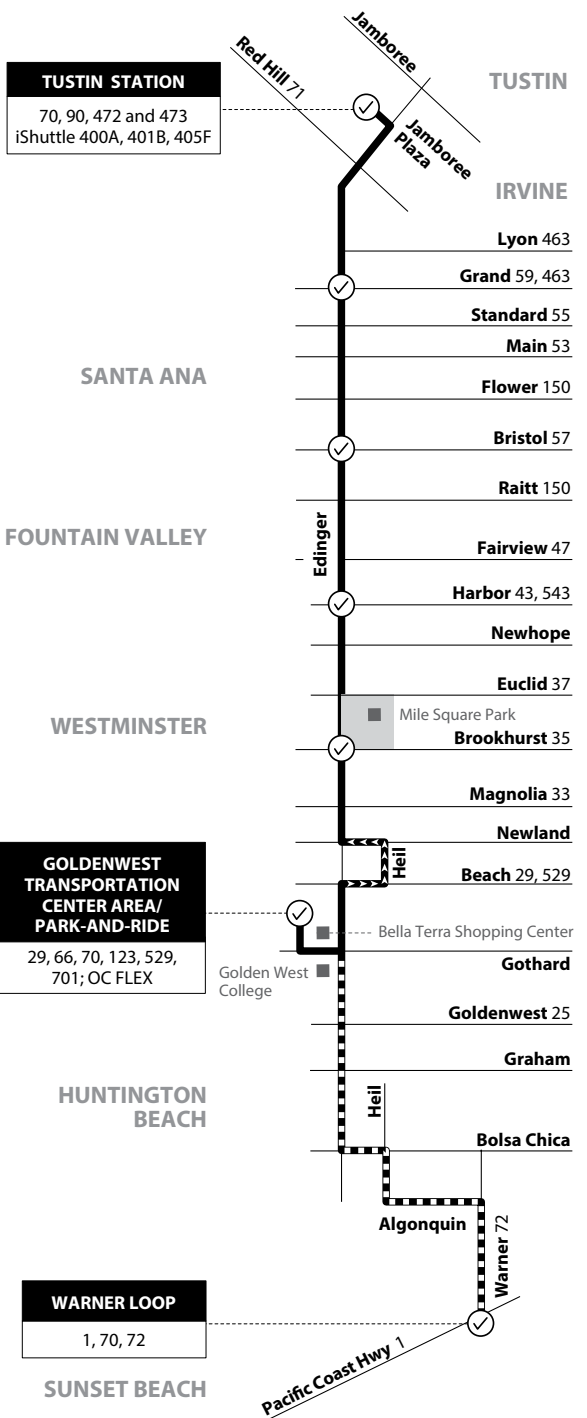 Jamboree
Red Hill 71
TUSTIN
TUSTIN STATION
70, 90, 472 and 473
iShuttle 400A, 401B, 405F
Jamboree
Plaza
IRVINE
Lyon 463
Grand 59, 463
Standard 55
Main 53
SANTA ANA
Flower 150
Bristol 57
Raitt 150
FOUNTAIN VALLEY
Edinger
Fairview 47
Harbor 43, 543
Newhope
Euclid 37
Mile Square Park
WESTMINSTER
Brookhurst 35
Magnolia 33
Newland
Heil
Beach 29, 529
GOLDENWEST
TRANSPORTATION
CENTER AREA/
PARK-AND-RIDE
29, 66, 70, 123, 529,
701; OC FLEX
Bella Terra Shopping Center
Gothard
Golden West
College
Goldenwest 25
Graham
HUNTINGTON
BEACH
Heil
Bolsa Chica
Algonquin
Warner 72
WARNER LOOP
1, 70, 72
Pacific Coast Hwy 1
SUNSET BEACH